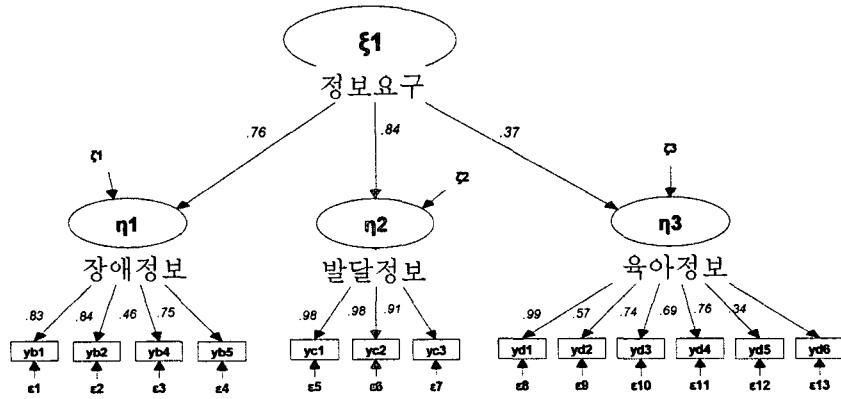 ξ1
정보요구
.76 .84 .37
ζ1 ζ2 ζ3
η1 η2 η3
장애정보 발달정보 육아정보
.83 .84 .46 .75 .98 .98 .91 .99 .57 .74 .69 .76 .34
yb1 yb2 yb4 yb5 yc1 yc2 yc3 yd1 yd2 yd3 yd4 yd5 yd6
ε1 ε2 ε3 ε4 ε5 ε6 ε7 ε8 ε9 ε10 ε11 ε12 ε13